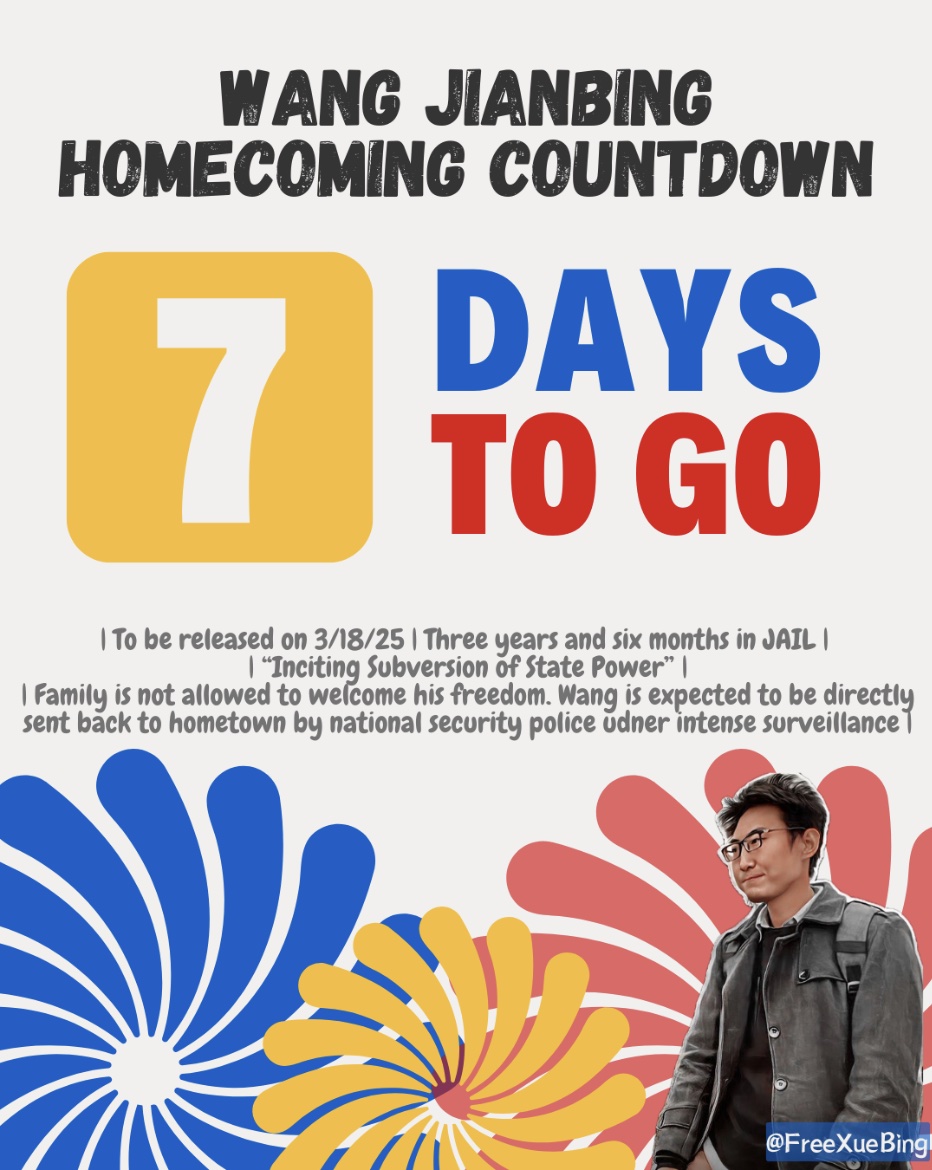 WANG JIANBING
HOMECOMING COUNTDOWN
7
DAYS
TO GO
| To be released on 3/18/25 | Three years and six months in JAIL |
| “Inciting Subversion of State Power” |
| Family is not allowed to welcome his freedom. Wang is expected to be directly
sent back to hometown by national security police udner intense surveillance |
@FreeXueBing